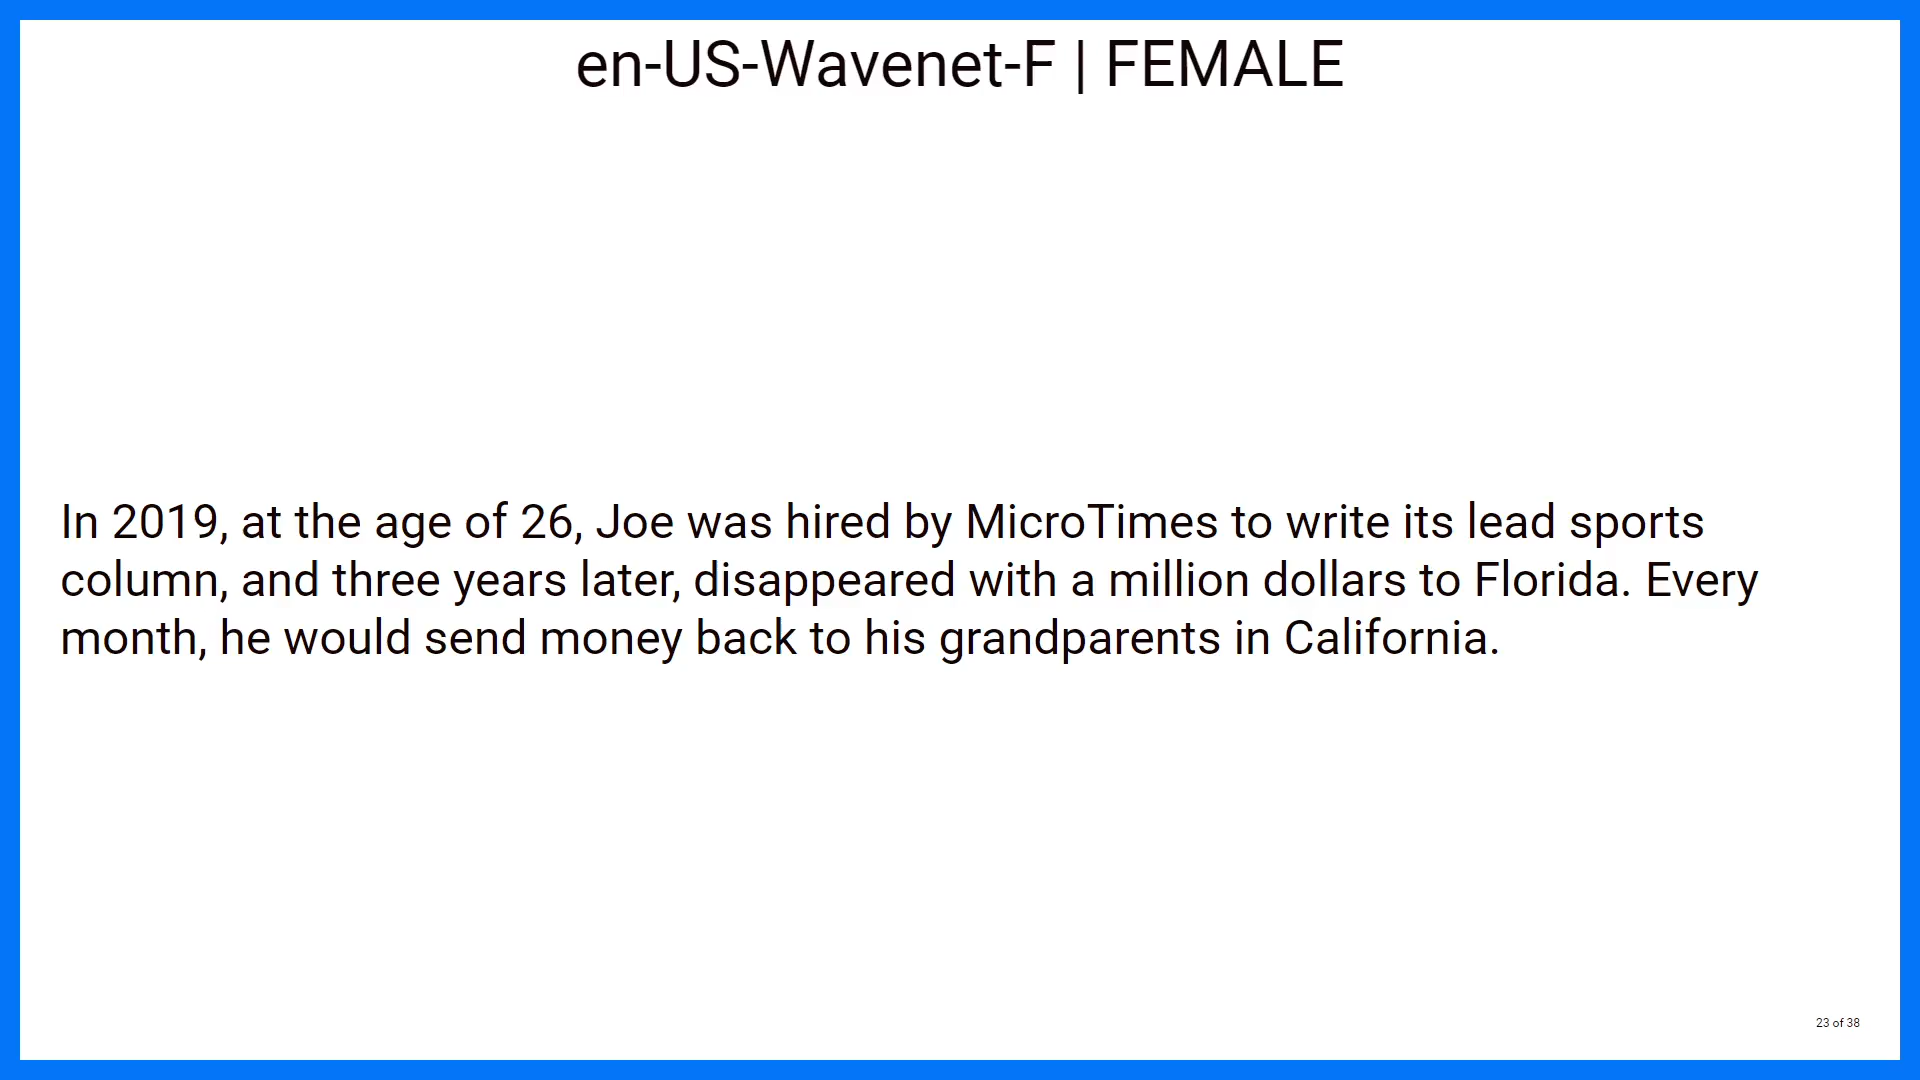 en-US-Wavenet-F | FEMALE
In 2019, at the age of 26, Joe was hired by MicroTimes to write its lead sports
column, and three years later, disappeared with a million dollars to Florida. Every
month, he would send money back to his grandparents in California.
23 of 38